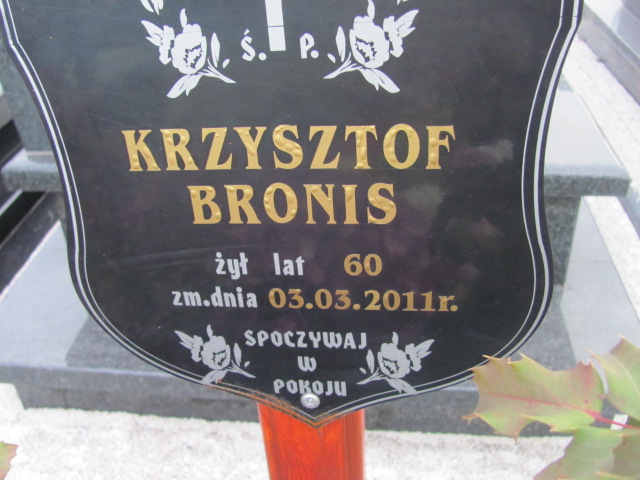 Ś. P.
KRZYSZTOF
BRONIS
żył lat 60
zm.dnia 03.03.2011r.
SPOCZYWAJ
W
POKOJU